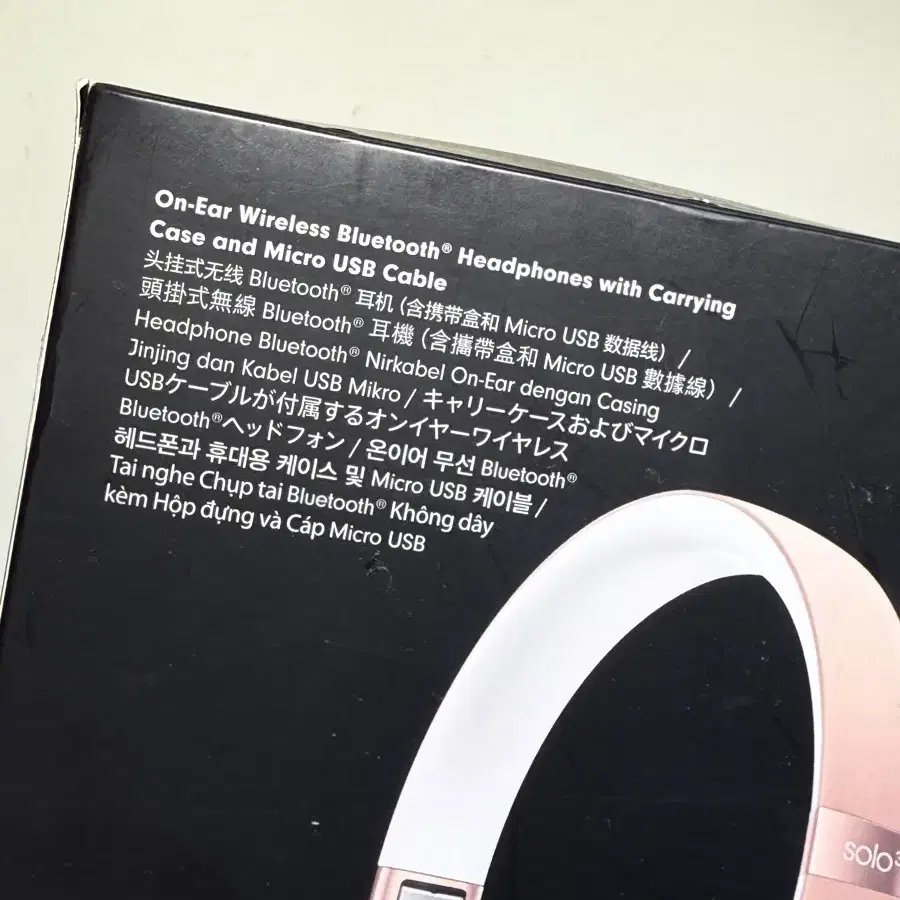 On-Ear Wireless Bluetooth® Headphones with Carrying
Case and Micro USB Cable
头挂式无线 Bluetooth® 耳机 (含携带盒和 Micro USB 数据线) /
頭掛式無線 Bluetooth® 耳機 (含攜帶盒和 Micro USB 數據線) /
Headphone Bluetooth® Nirkabel On-Ear dengan Casing
Jinjing dan Kabel USB Mikro / キャリーケースおよびマイクロ
USBケーブルが付属するオンイヤーワイヤレス
Bluetooth®ヘッドフォン / 온이어 무선 Bluetooth®
헤드폰과 휴대용 케이스 및 Micro USB 케이블 /
Tai nghe Chụp tai Bluetooth® Không dây
kèm Hộp đựng và Cáp Micro USB
solo³